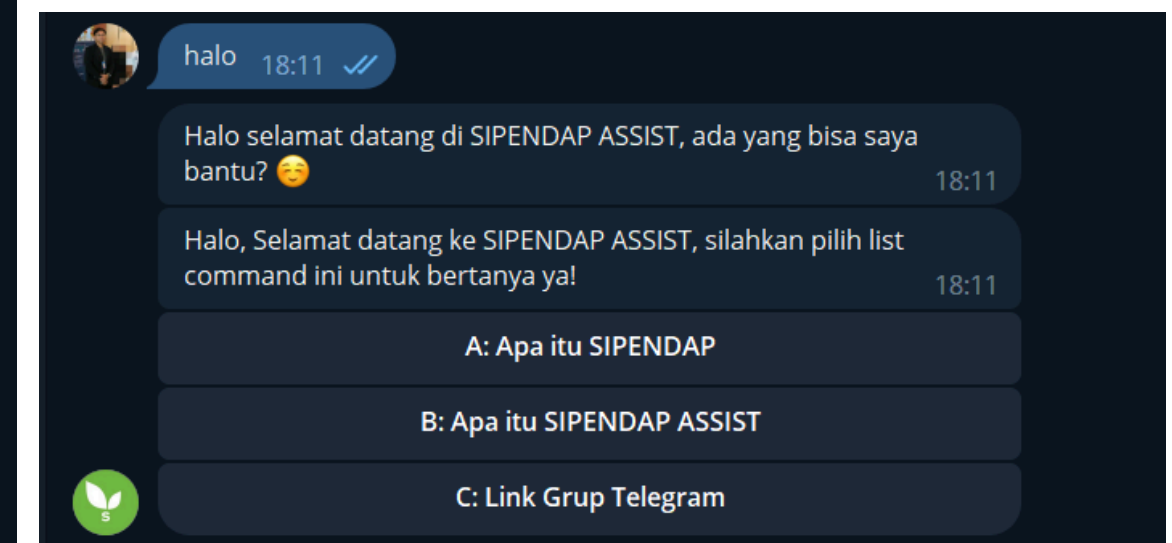 halo 18:11
Halo selamat datang di SIPENDAP ASSIST, ada yang bisa saya
bantu? ☺️ 18:11
Halo, Selamat datang ke SIPENDAP ASSIST, silahkan pilih list
command ini untuk bertanya ya! 18:11
A: Apa itu SIPENDAP
B: Apa itu SIPENDAP ASSIST
C: Link Grup Telegram
S